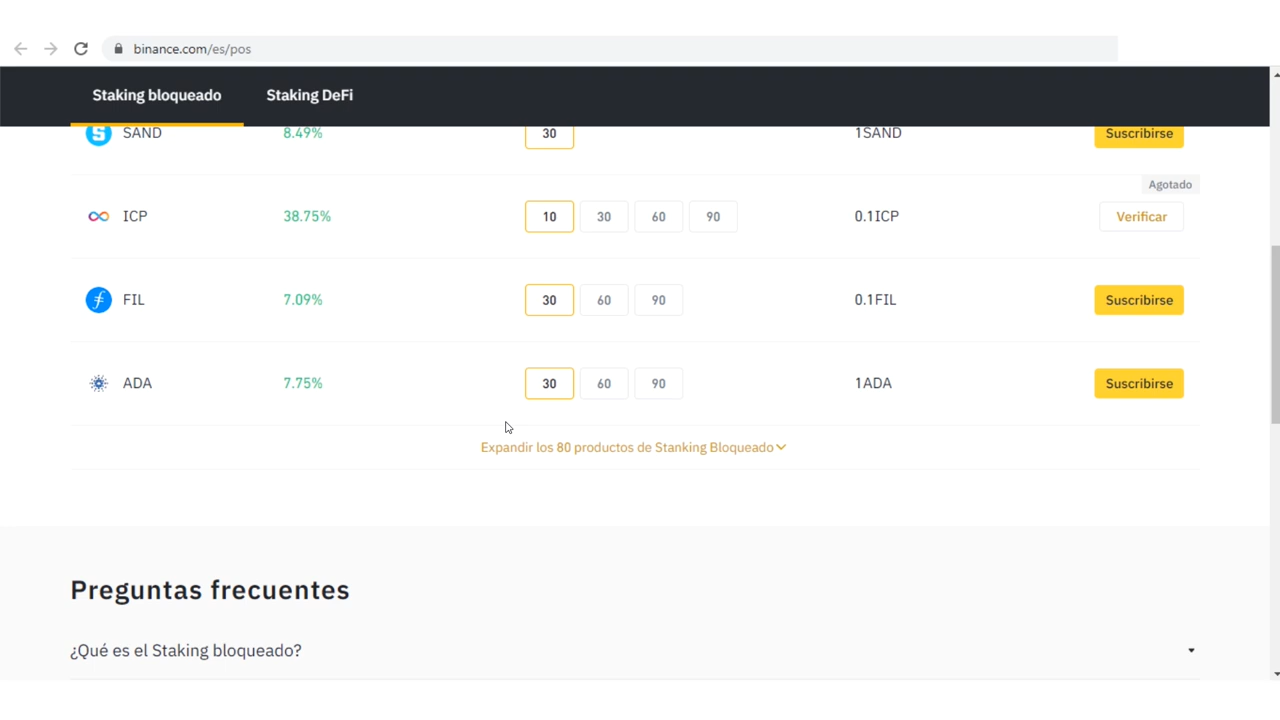 binance.com/es/pos
Staking bloqueado Staking DeFi
SAND 8.49% 30 1SAND Suscribirse
Agotado
ICP 38.75% 10 30 60 90 0.1ICP Verificar
FIL 7.09% 30 60 90 0.1FIL Suscribirse
ADA 7.75% 30 60 90 1ADA Suscribirse
Expandir los 80 productos de Stanking Bloqueado
Preguntas frecuentes
¿Qué es el Staking bloqueado?